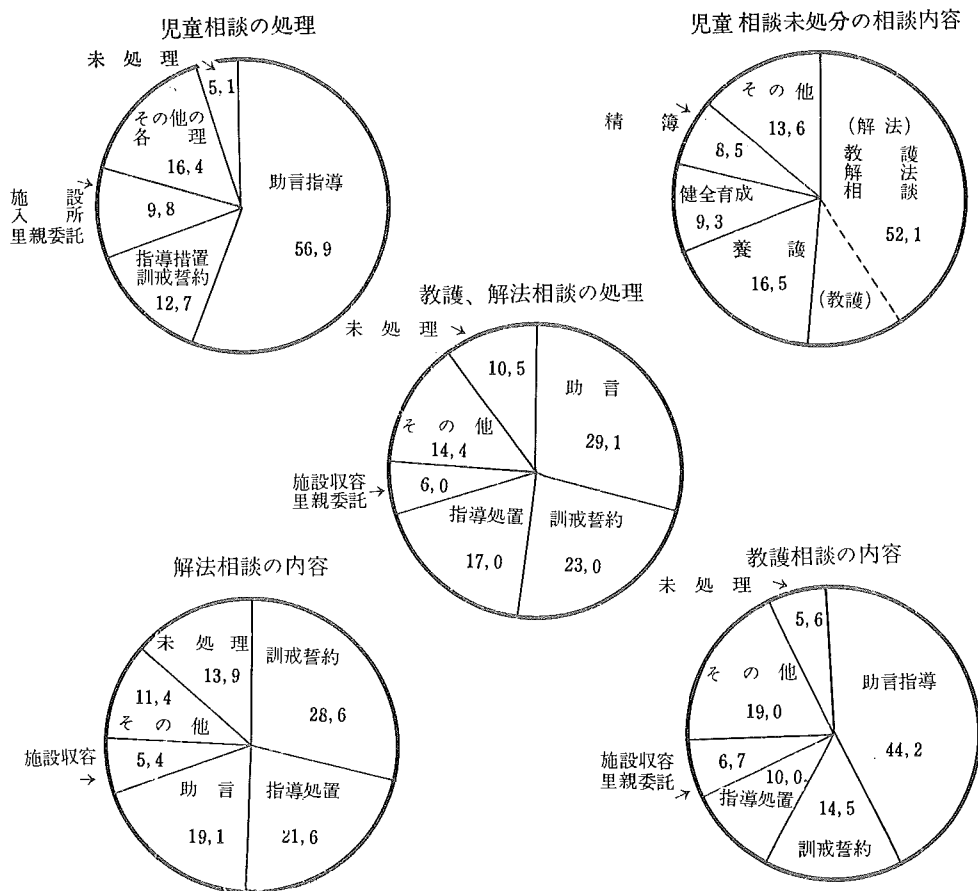 児童相談の処理
未処理
5,1
その他の
各理
16,4
助言指導
56,9
施設
入所
里親委託
9,8
指導措置
訓戒誓約
12,7
児童相談未処分の相談内容
その他
13,6
精簿
8,5
(解法)
教護
解法
相談
52,1
健全育成
9,3
養護
16,5
(教護)
教護、解法相談の処理
未処理
10,5
助言
29,1
その他
14,4
施設収容
里親委託
6,0
指導処置
17,0
訓戒誓約
23,0
解法相談の内容
未処理
13,9
訓戒誓約
28,6
11,4
その他
施設収容
5,4
助言
19,1
指導処置
21,6
教護相談の内容
未処理
5,6
助言指導
44,2
その他
19,0
施設収容
里親委託
6,7
10,0
指導処置
14,5
訓戒誓約